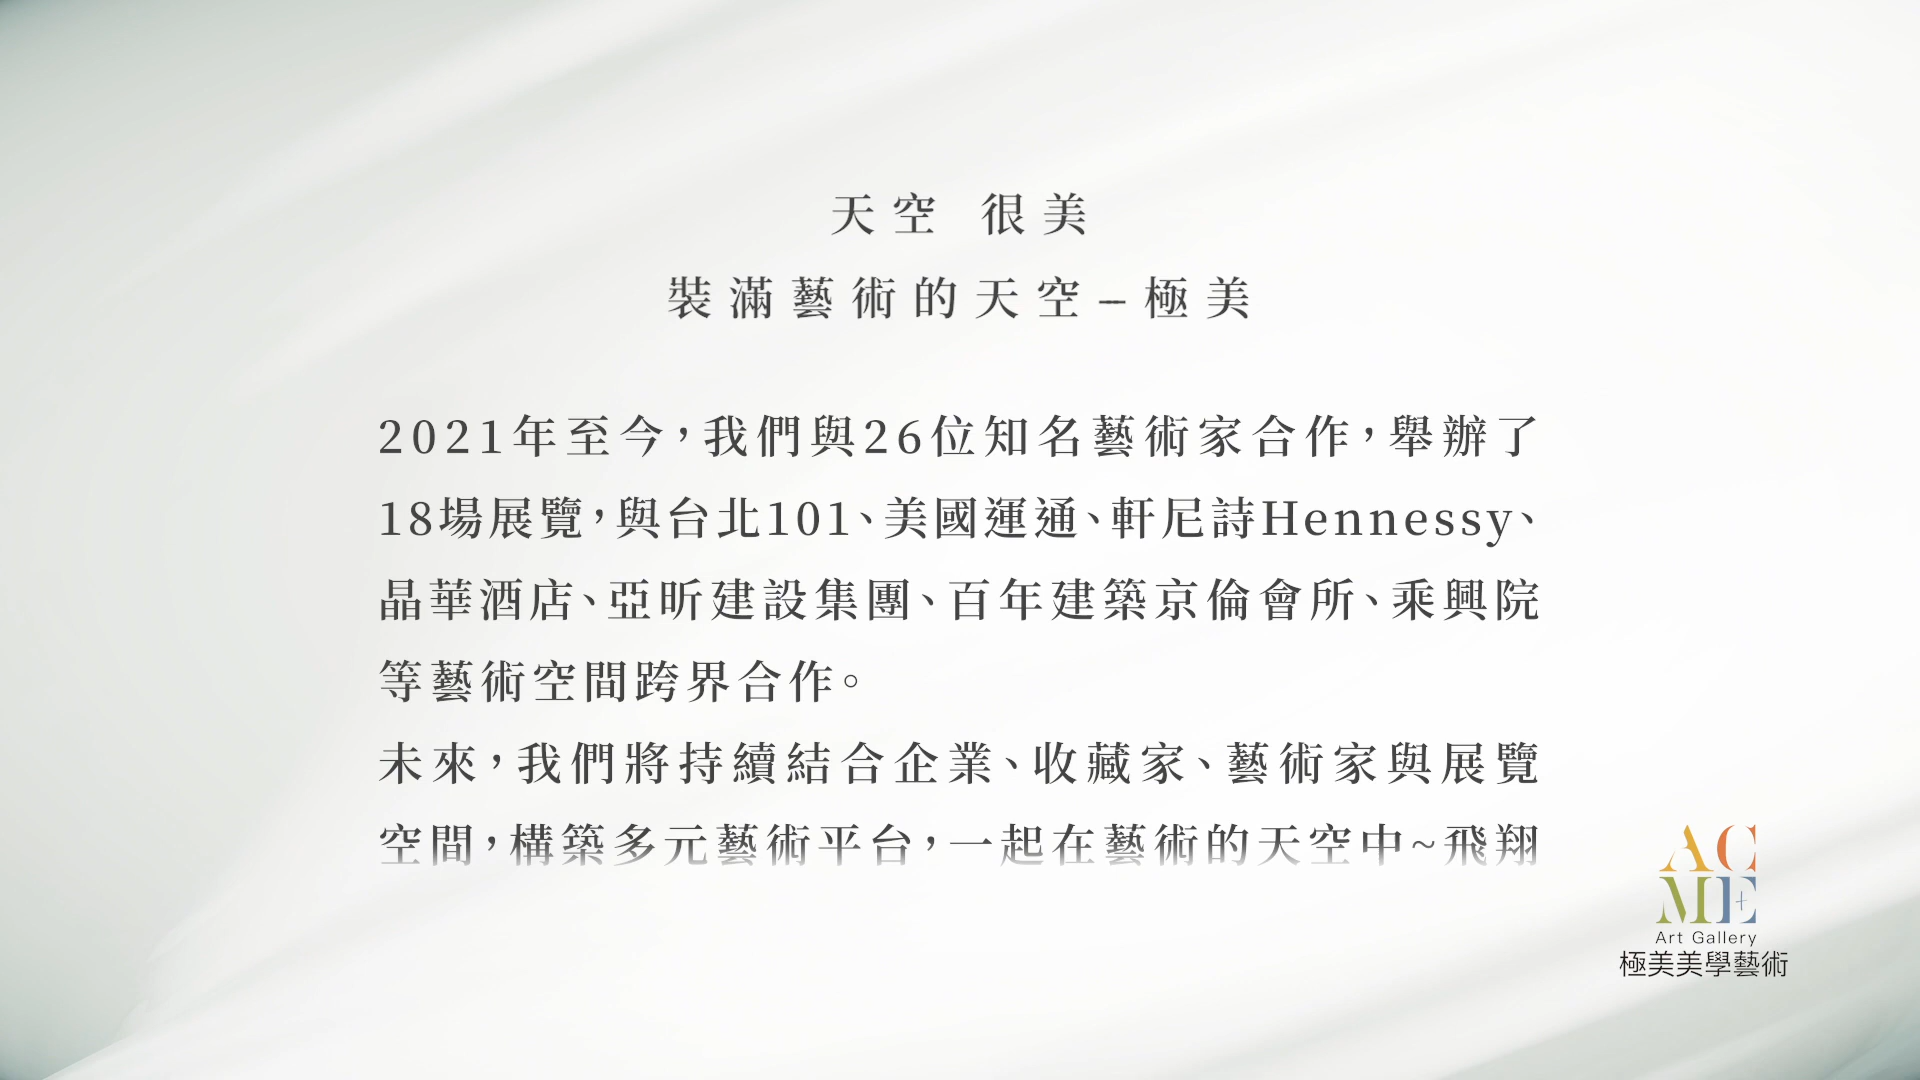 天空 很美
裝滿藝術的天空–極美
2021年至今，我們與26位知名藝術家合作，舉辦了
18場展覽，與台北101、美國運通、軒尼詩Hennessy、
晶華酒店、亞昕建設集團、百年建築京倫會所、乘興院
等藝術空間跨界合作。
未來，我們將持續結合企業、收藏家、藝術家與展覽
空間，構築多元藝術平台，一起在藝術的天空中~飛翔
AC
ME
Art Gallery
極美美學藝術